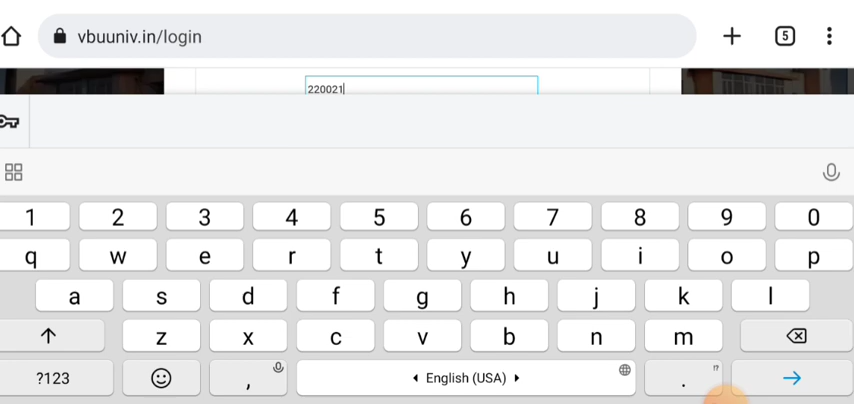 vbuuniv.in/login
5
220021
1 2 3 4 5 6 7 8 9 0
q w e r t y u i o p
a s d f g h j k l
z x c v b n m
?123 , English (USA) . !?